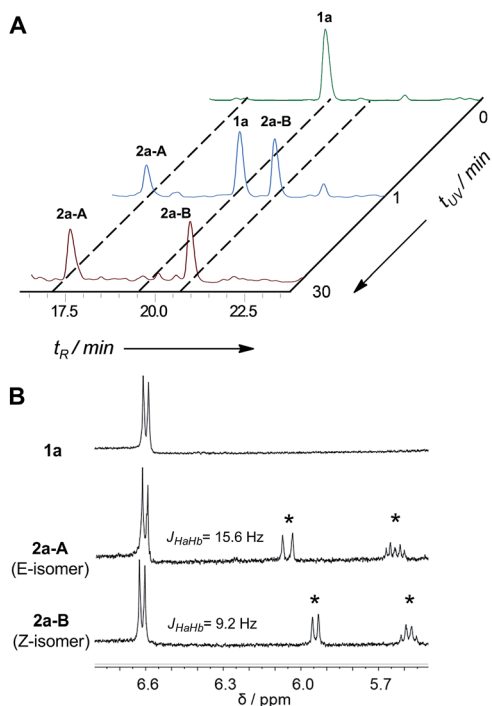 A
1a
0
2a-A
1a
2a-B
1
t_UV / min
2a-A
2a-B
30
17.5 20.0 22.5
t_R / min
B
1a
2a-A
(E-isomer)
J_HaHb= 15.6 Hz
*
*
2a-B
(Z-isomer)
J_HaHb= 9.2 Hz
*
*
6.6 6.3 6.0 5.7
δ / ppm